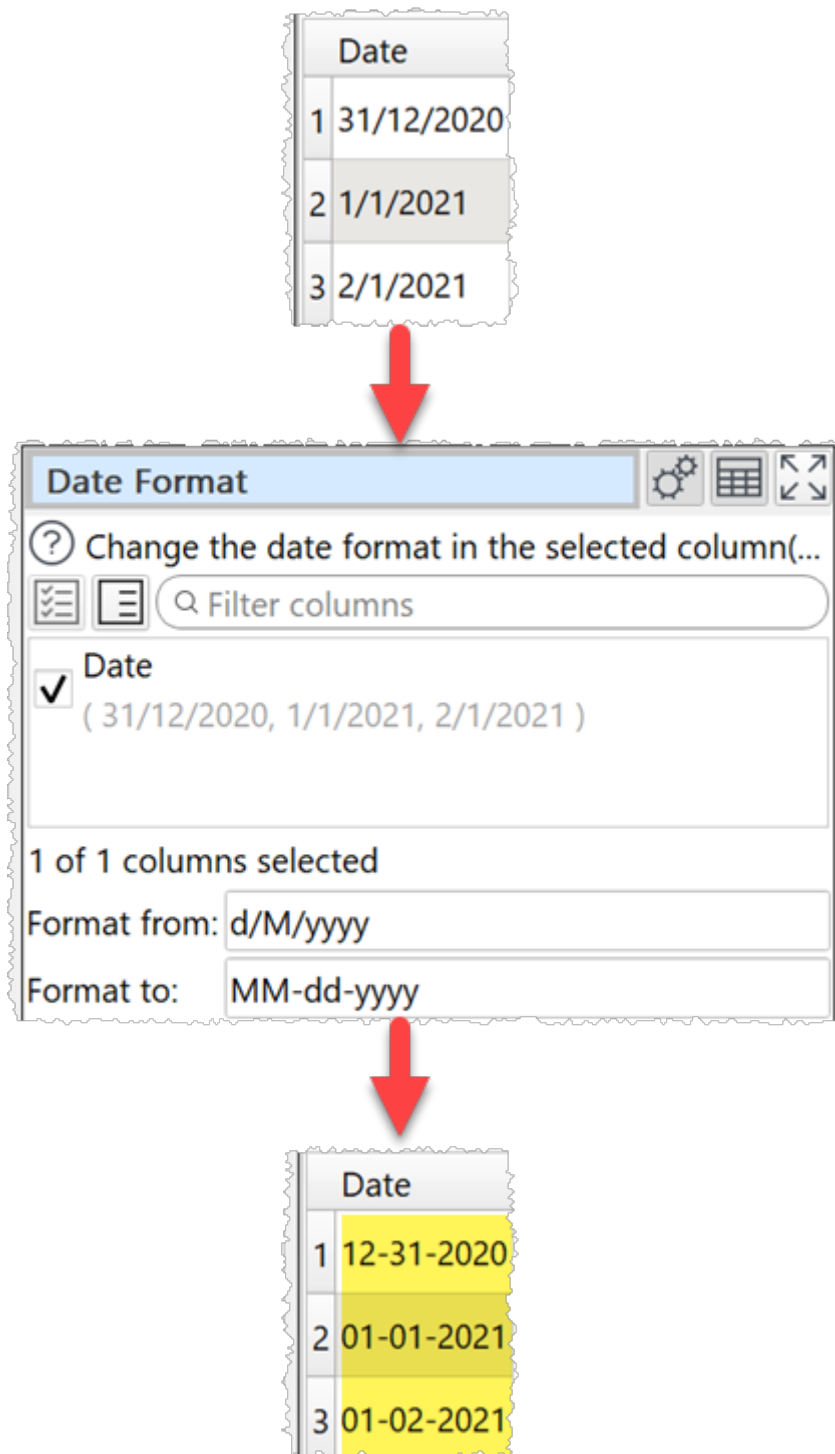 Date
1 31/12/2020
2 1/1/2021
3 2/1/2021
Date Format
? Change the date format in the selected column(...
Filter columns
Date
( 31/12/2020, 1/1/2021, 2/1/2021 )
1 of 1 columns selected
Format from: d/M/yyyy
Format to: MM-dd-yyyy
Date
1 12-31-2020
2 01-01-2021
3 01-02-2021